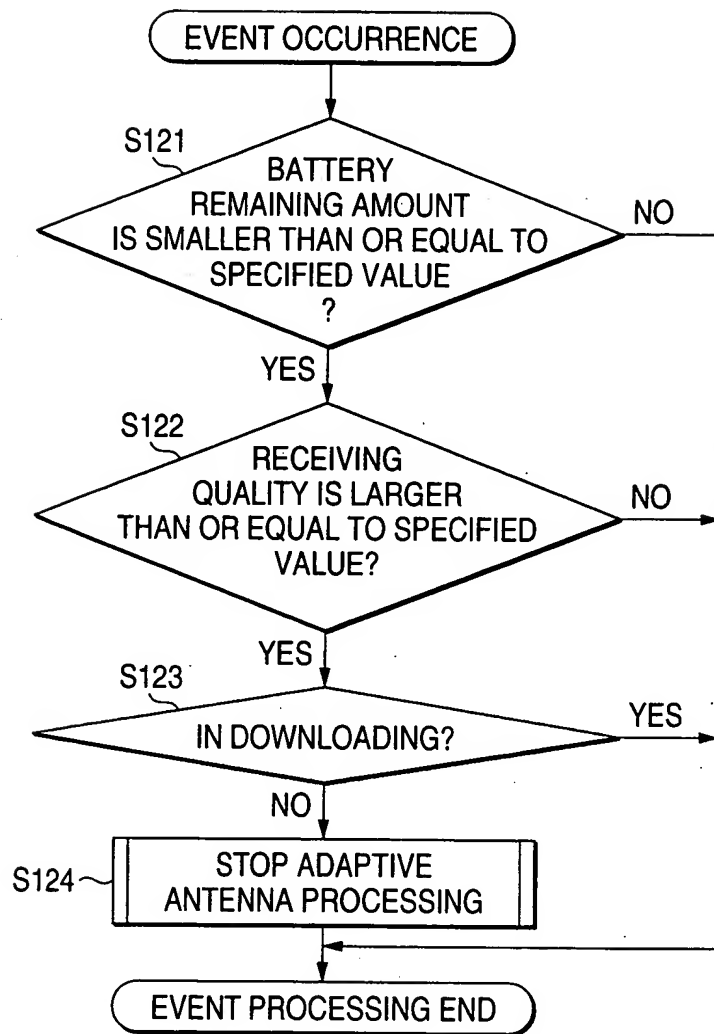 EVENT OCCURRENCE
S121
BATTERY
REMAINING AMOUNT
IS SMALLER THAN OR EQUAL TO
SPECIFIED VALUE
?
NO
YES
S122
RECEIVING
QUALITY IS LARGER
THAN OR EQUAL TO SPECIFIED
VALUE?
NO
YES
S123
IN DOWNLOADING?
YES
NO
S124
STOP ADAPTIVE
ANTENNA PROCESSING
EVENT PROCESSING END